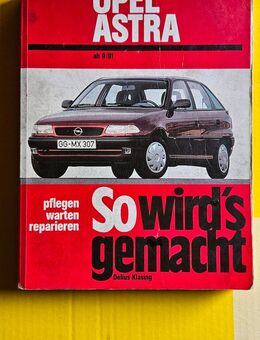 OPEL
ASTRA
ab 9/91
GG-MX 307
pflegen
warten
reparieren
So wird's
gemacht
Delius Klasing